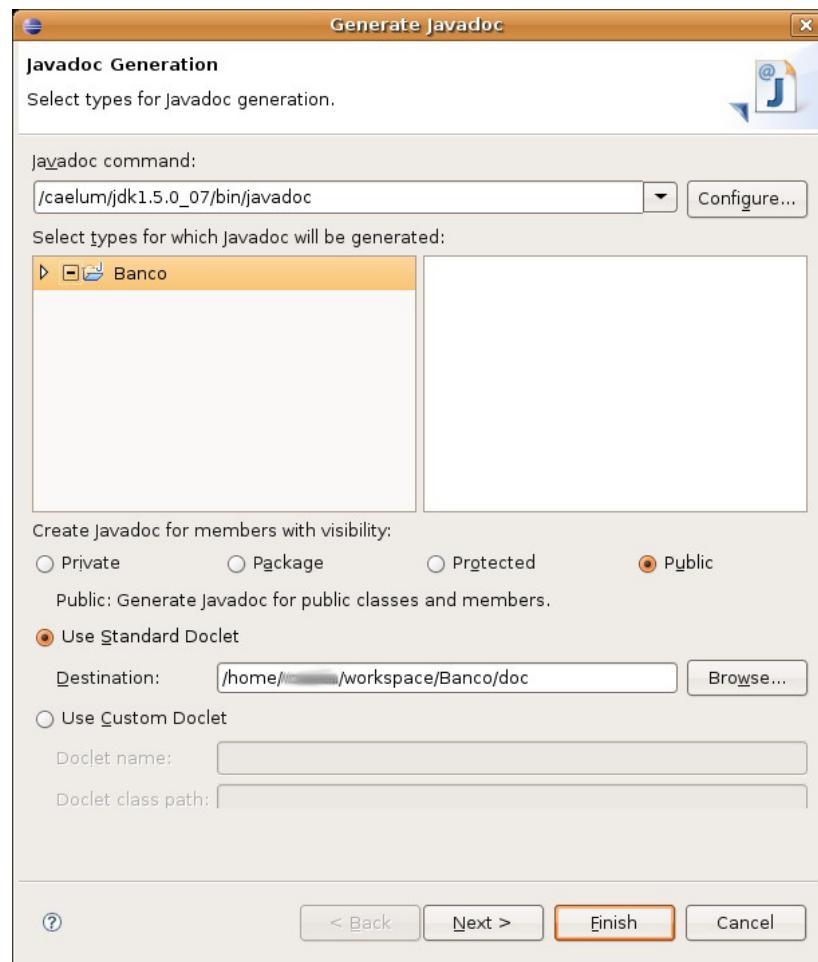 Generate Javadoc
Javadoc Generation
Select types for Javadoc generation.
@
J
Javadoc command:
/caelum/jdk1.5.0_07/bin/javadoc
Configure...
Select types for which Javadoc will be generated:
Banco
Create Javadoc for members with visibility:
Private Package Protected Public
Public: Generate Javadoc for public classes and members.
Use Standard Doclet
Destination: /home/ /workspace/Banco/doc Browse...
Use Custom Doclet
Doclet name:
Doclet class path:
? < Back Next > Finish Cancel